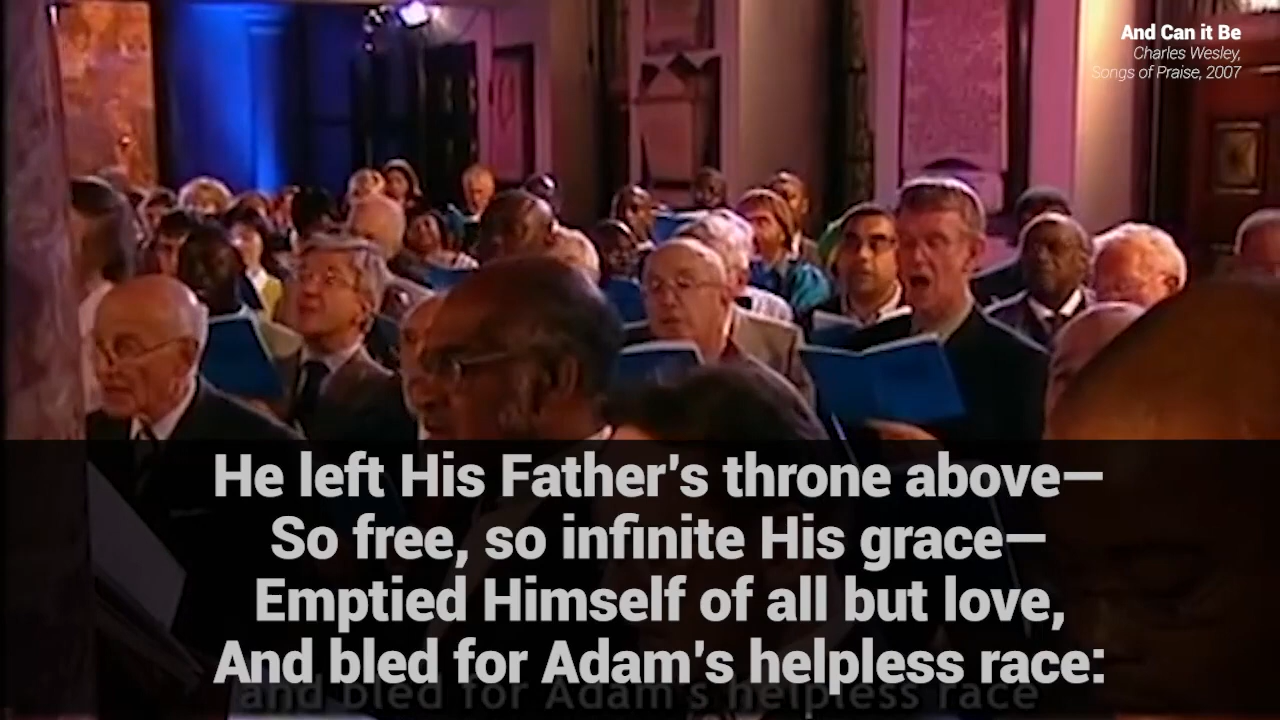 And Can it Be
Charles Wesley,
Songs of Praise, 2007
He left His Father's throne above—
So free, so infinite His grace—
Emptied Himself of all but love,
And bled for Adam's helpless race:
and bled for Adam's helpless race